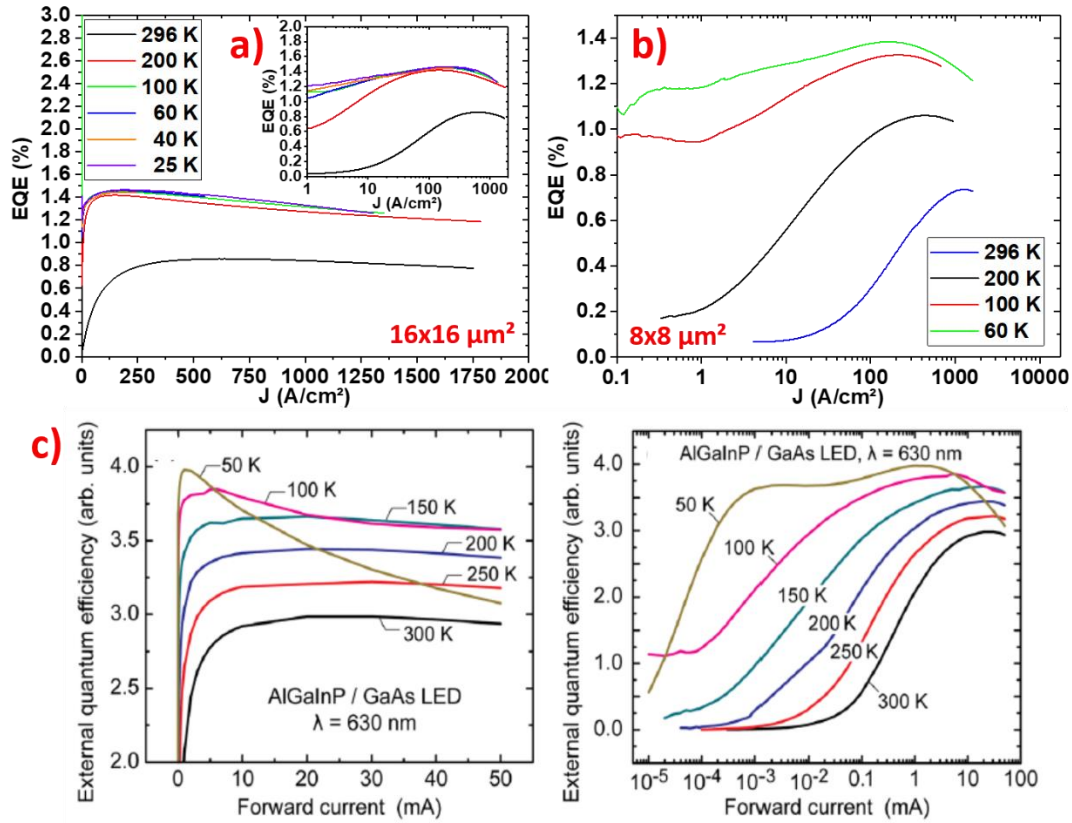 a)
EQE (%)
3.0
2.8
2.6
2.4
2.2
2.0
1.8
1.6
1.4
1.2
1.0
0.8
0.6
0.4
0.2
0.0
296 K
200 K
100 K
60 K
40 K
25 K
EQE (%)
2.0
1.8
1.6
1.4
1.2
1.0
0.8
0.6
0.4
0.2
0.0
1 10 100 1000
J (A/cm²)
16x16 µm²
0 250 500 750 1000 1250 1500 1750 2000
J (A/cm²)
b)
EQE (%)
1.4
1.2
1.0
0.8
0.6
0.4
0.2
0.0
296 K
200 K
100 K
60 K
8x8 µm²
0.1 1 10 100 1000 10000
J (A/cm²)
c)
External quantum efficiency (arb. units)
4.0
3.5
3.0
2.5
2.0
50 K
100 K
150 K
200 K
250 K
300 K
AlGaInP / GaAs LED
λ = 630 nm
0 10 20 30 40 50
Forward current (mA)
External quantum efficiency (arb. units)
4.0
3.0
2.0
1.0
0.0
AlGaInP / GaAs LED, λ = 630 nm
50 K
100 K
150 K
200 K
250 K
300 K
10⁻⁵ 10⁻⁴ 10⁻³ 10⁻² 0.1 1 10 100
Forward current (mA)